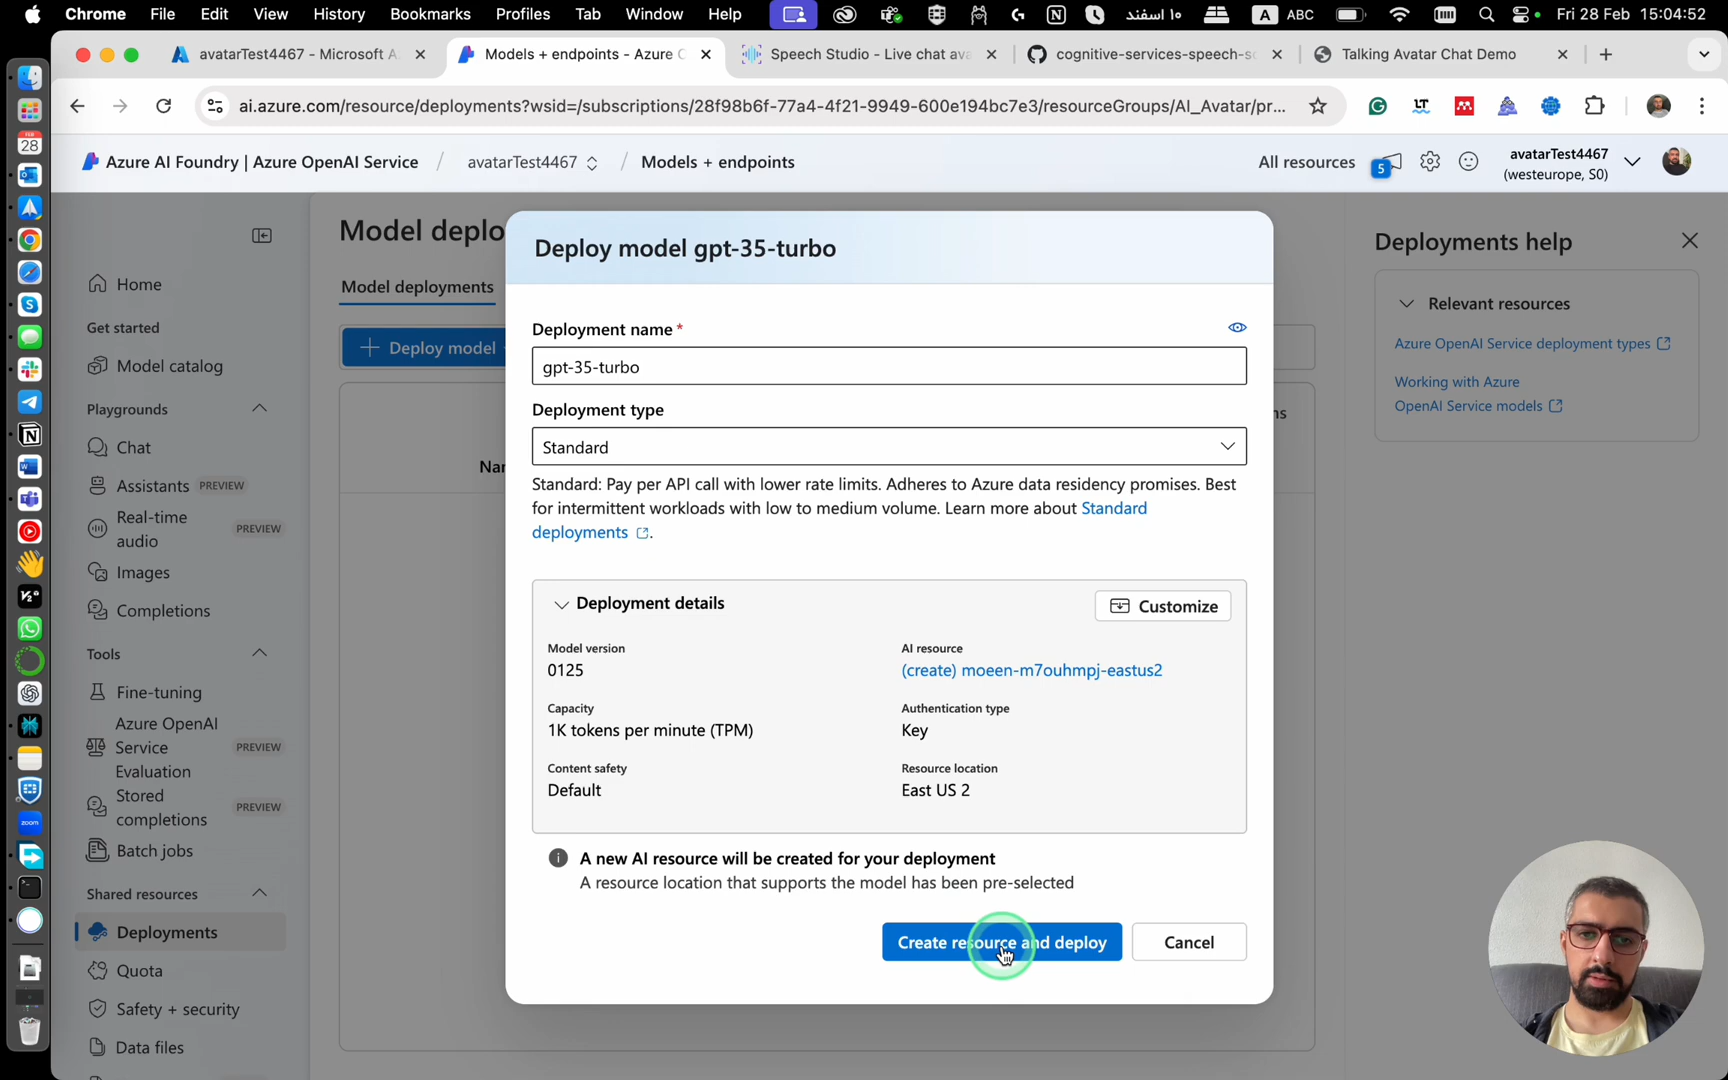 Chrome File Edit View History Bookmarks Profiles Tab Window Help ۱۰ اسفند A ABC Fri 28 Feb 15:04:52
avatarTest4467 - Microsoft A
Models + endpoints - Azure O
Speech Studio - Live chat ava
cognitive-services-speech-s
Talking Avatar Chat Demo
ai.azure.com/resource/deployments?wsid=/subscriptions/28f98b6f-77a4-4f21-9949-600e194bc7e3/resourceGroups/AI_Avatar/pr...
Azure AI Foundry | Azure OpenAI Service / avatarTest4467 / Models + endpoints
All resources
5
avatarTest4467
(westeurope, S0)
FEB
28
Home
Get started
Model catalog
Playgrounds
Chat
Assistants PREVIEW
Real-time
audio
PREVIEW
Images
Completions
Tools
Fine-tuning
Azure OpenAI
Service
Evaluation
PREVIEW
Stored
completions
PREVIEW
Batch jobs
Shared resources
Deployments
Quota
Safety + security
Data files
zoom
Model deplo
Model deployments
Deploy model
Nar
ns
Deploy model gpt-35-turbo
Deployment name *
gpt-35-turbo
Deployment type
Standard
Standard: Pay per API call with lower rate limits. Adheres to Azure data residency promises. Best
for intermittent workloads with low to medium volume. Learn more about Standard
deployments .
Deployment details
Customize
Model version
0125
AI resource
(create) moeen-m7ouhmpj-eastus2
Capacity
1K tokens per minute (TPM)
Authentication type
Key
Content safety
Default
Resource location
East US 2
A new AI resource will be created for your deployment
A resource location that supports the model has been pre-selected
Create resource and deploy
Cancel
Deployments help
Relevant resources
Azure OpenAI Service deployment types
Working with Azure
OpenAI Service models